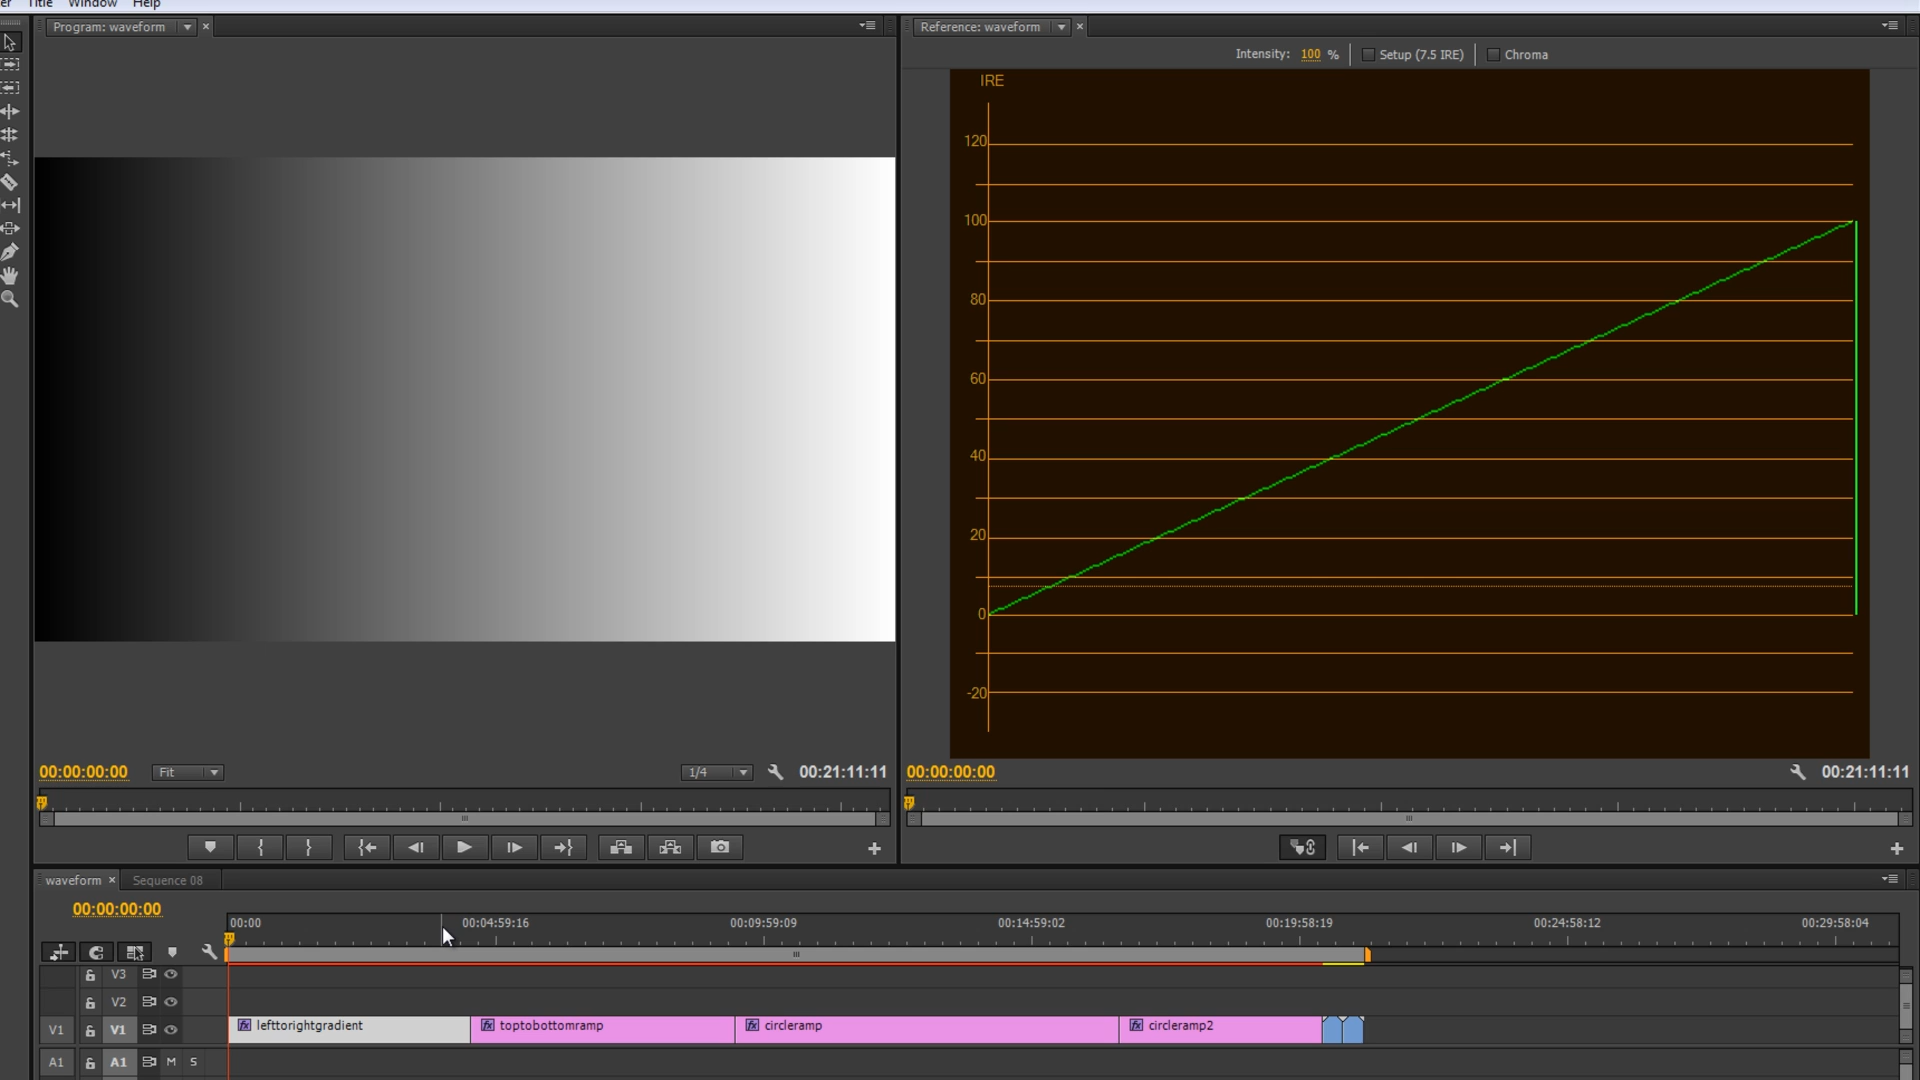 er Title Window Help
Program: waveform
Reference: waveform
Intensity: 100 % Setup (7.5 IRE) Chroma
IRE
120
100
80
60
40
20
0
-20
00:00:00:00 Fit 1/4 00:21:11:11
00:00:00:00 00:21:11:11
waveform Sequence 08
00:00:00:00
00:00 00:04:59:16 00:09:59:09 00:14:59:02 00:19:58:19 00:24:58:12 00:29:58:04
V3
V2
V1 V1 lefttorightgradient toptobottomramp circleramp circleramp2
A1 A1 M S